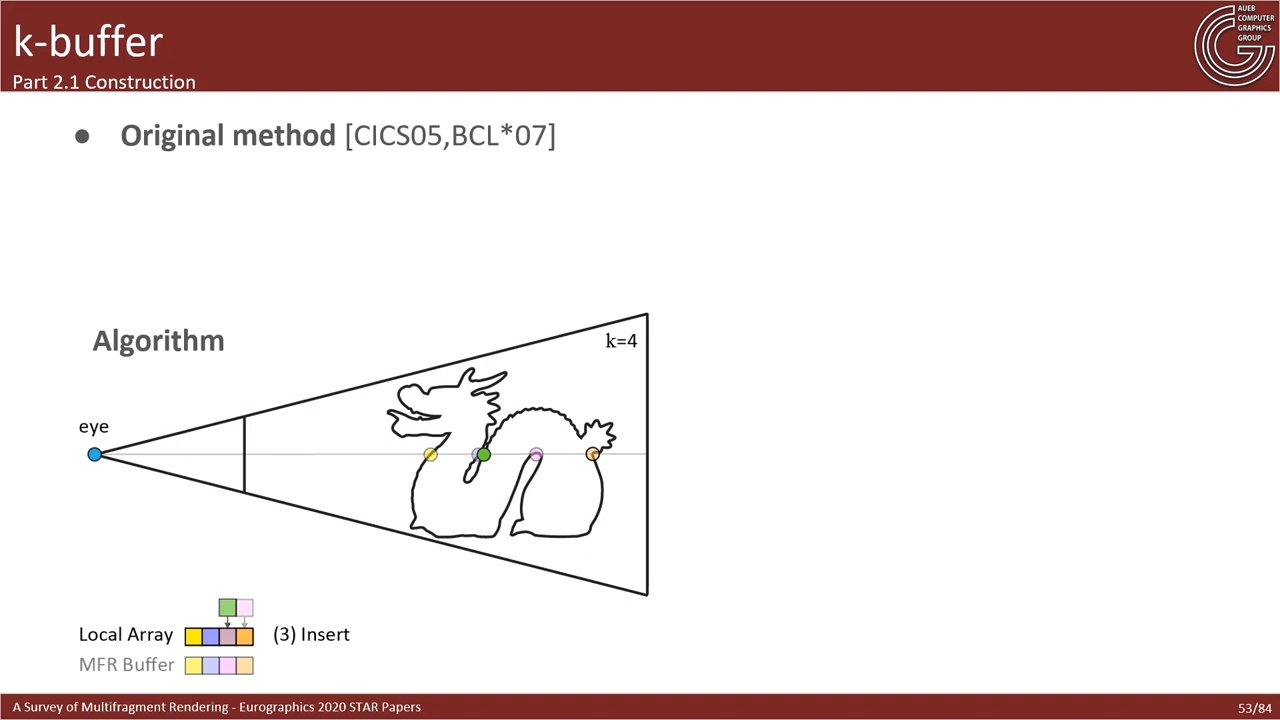 k-buffer
Part 2.1 Construction
AUEB
COMPUTER
GRAPHICS
GROUP
● Original method [CICS05,BCL*07]
Algorithm
k=4
eye
Local Array
(3) Insert
MFR Buffer
A Survey of Multifragment Rendering - Eurographics 2020 STAR Papers
53/84